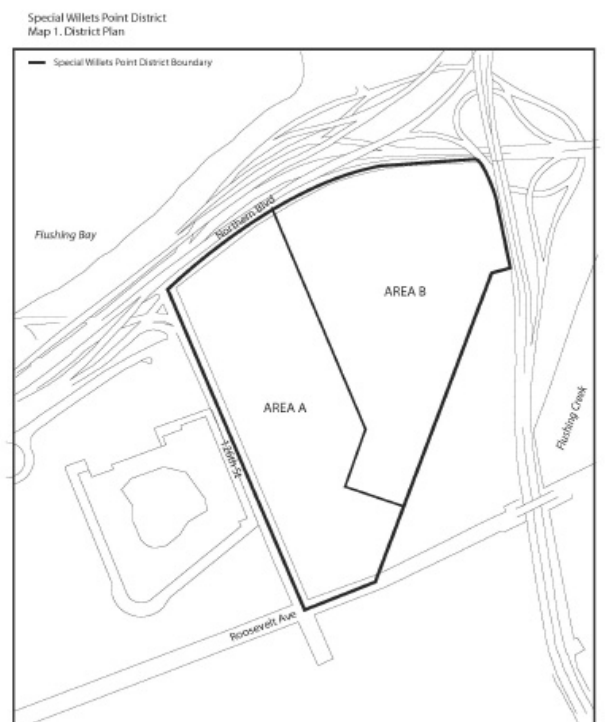 Special Willets Point District
Map 1. District Plan
Special Willets Point District Boundary
Northern Blvd
Flushing Bay
AREA B
AREA A
Flushing Creek
126th St
Roosevelt Ave